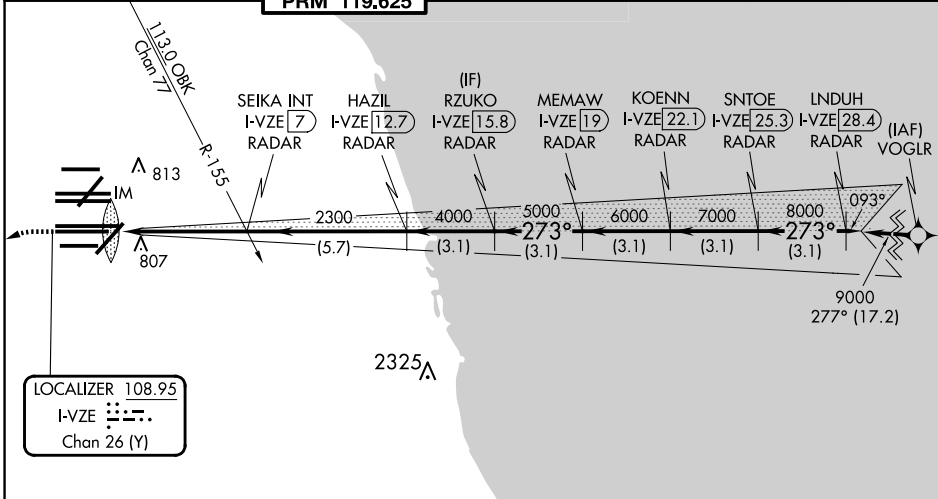 PRM 119.625
113.0 OBK
Chan 77
R-155
SEIKA INT
I-VZE 7
RADAR
HAZIL
I-VZE 12.7
RADAR
(IF)
RZUKO
I-VZE 15.8
RADAR
MEMAW
I-VZE 19
RADAR
KOENN
I-VZE 22.1
RADAR
SNTOE
I-VZE 25.3
RADAR
LNDUH
I-VZE 28.4
RADAR
(IAF)
VOGLR
813
IM
807
2300
(5.7)
4000
(3.1)
5000
273°
(3.1)
6000
(3.1)
7000
(3.1)
8000
273°
(3.1)
093°
9000
277° (17.2)
2325
LOCALIZER 108.95
I-VZE
Chan 26 (Y)